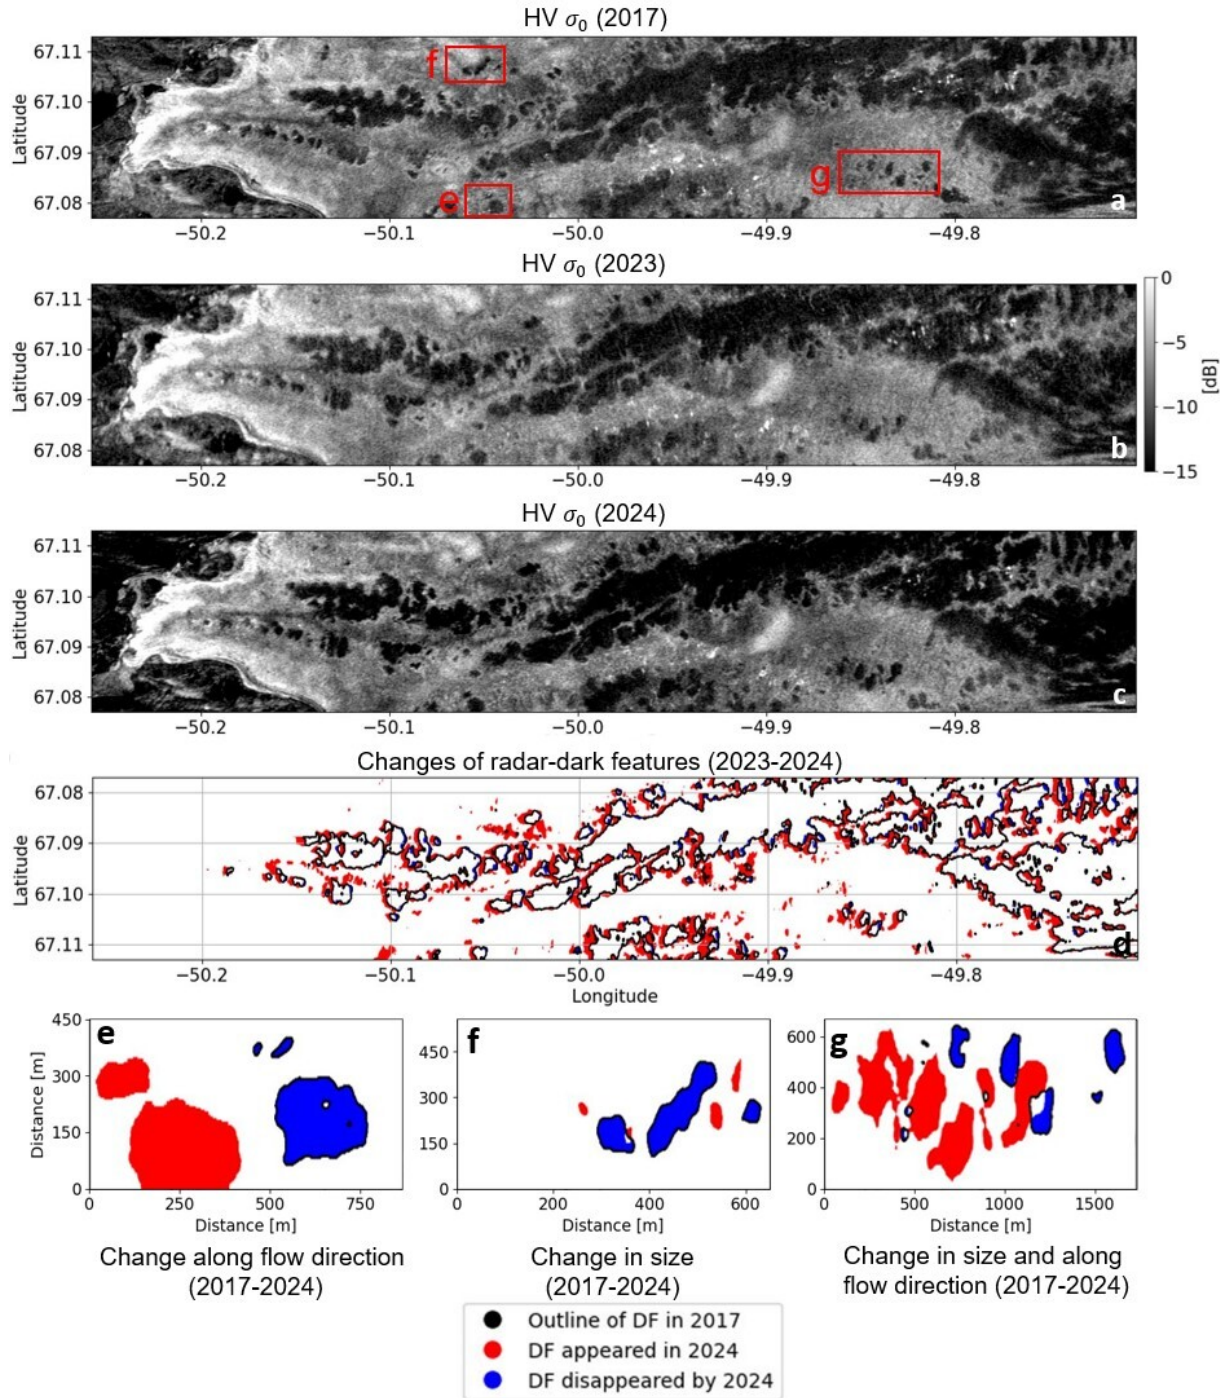 HV σ0 (2017)
Latitude
67.11
67.10
67.09
67.08
f
e
g
a
−50.2 −50.1 −50.0 −49.9 −49.8
HV σ0 (2023)
Latitude
67.11
67.10
67.09
67.08
b
−50.2 −50.1 −50.0 −49.9 −49.8
0
−5
−10
−15
[dB]
HV σ0 (2024)
Latitude
67.11
67.10
67.09
67.08
c
−50.2 −50.1 −50.0 −49.9 −49.8
Changes of radar-dark features (2023-2024)
Latitude
67.08
67.09
67.10
67.11
d
−50.2 −50.1 −50.0 −49.9 −49.8
Longitude
e
Distance [m]
450
300
150
0
0 250 500 750
Distance [m]
Change along flow direction
(2017-2024)
f
450
300
150
0
0 200 400 600
Distance [m]
Change in size
(2017-2024)
g
600
400
200
0
0 500 1000 1500
Distance [m]
Change in size and along
flow direction (2017-2024)
Outline of DF in 2017
DF appeared in 2024
DF disappeared by 2024